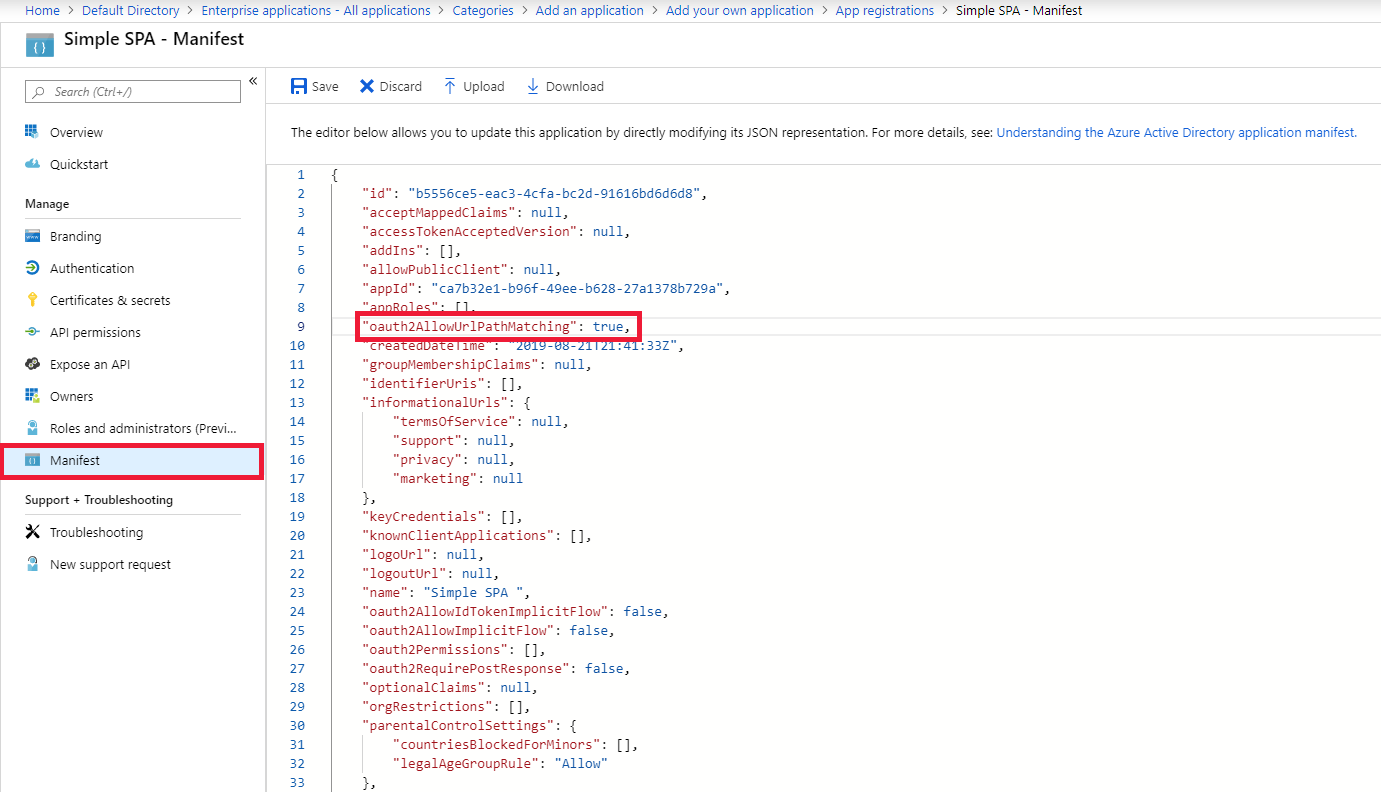 Home > Default Directory > Enterprise applications - All applications > Categories > Add an application > Add your own application > App registrations > Simple SPA - Manifest
Simple SPA - Manifest
Search (Ctrl+/)
«
Overview
Quickstart
Manage
Branding
Authentication
Certificates & secrets
API permissions
Expose an API
Owners
Roles and administrators (Previ...
Manifest
Support + Troubleshooting
Troubleshooting
New support request
Save Discard Upload Download
The editor below allows you to update this application by directly modifying its JSON representation. For more details, see: Understanding the Azure Active Directory application manifest.
1 {
2 "id": "b5556ce5-eac3-4cfa-bc2d-91616bd6d6d8",
3 "acceptMappedClaims": null,
4 "accessTokenAcceptedVersion": null,
5 "addIns": [],
6 "allowPublicClient": null,
7 "appId": "ca7b32e1-b96f-49ee-b628-27a1378b729a",
8 "appRoles": [],
9 "oauth2AllowUrlPathMatching": true,
10 "createdDateTime": "2019-08-21T21:41:33Z",
11 "groupMembershipClaims": null,
12 "identifierUris": [],
13 "informationalUrls": {
14 "termsOfService": null,
15 "support": null,
16 "privacy": null,
17 "marketing": null
18 },
19 "keyCredentials": [],
20 "knownClientApplications": [],
21 "logoUrl": null,
22 "logoutUrl": null,
23 "name": "Simple SPA ",
24 "oauth2AllowIdTokenImplicitFlow": false,
25 "oauth2AllowImplicitFlow": false,
26 "oauth2Permissions": [],
27 "oauth2RequirePostResponse": false,
28 "optionalClaims": null,
29 "orgRestrictions": [],
30 "parentalControlSettings": {
31 "countriesBlockedForMinors": [],
32 "legalAgeGroupRule": "Allow"
33 },